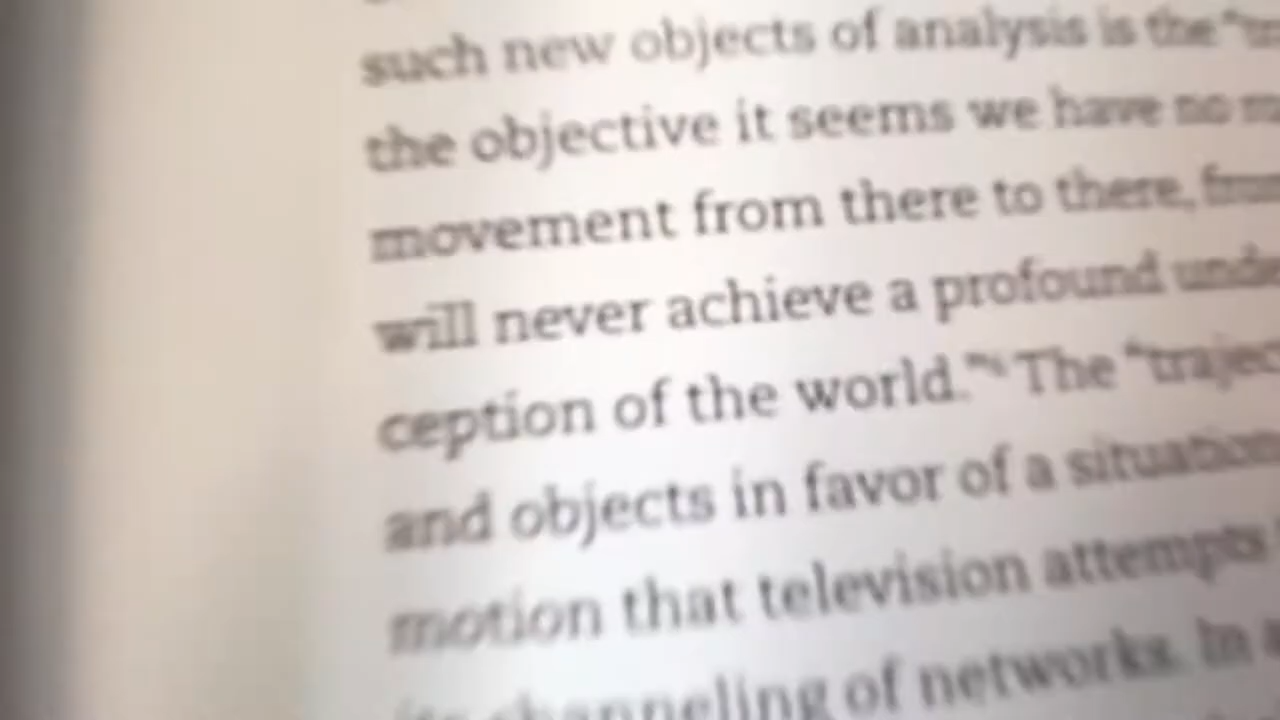 such new objects of analysis is the
the objective it seems we have no
movement from there to there,
will never achieve a profound
ception of the world." The
and objects in favor of a
motion that television attempts
channeling of networks. In